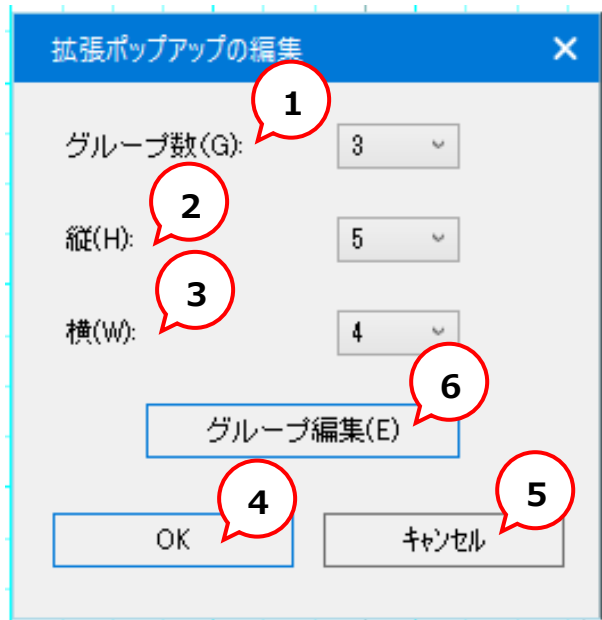 拡張ポップアップの編集
1
グループ数(G): 3
2
縦(H): 5
3
横(W): 4
6
グループ編集(E)
4
5
OK キャンセル